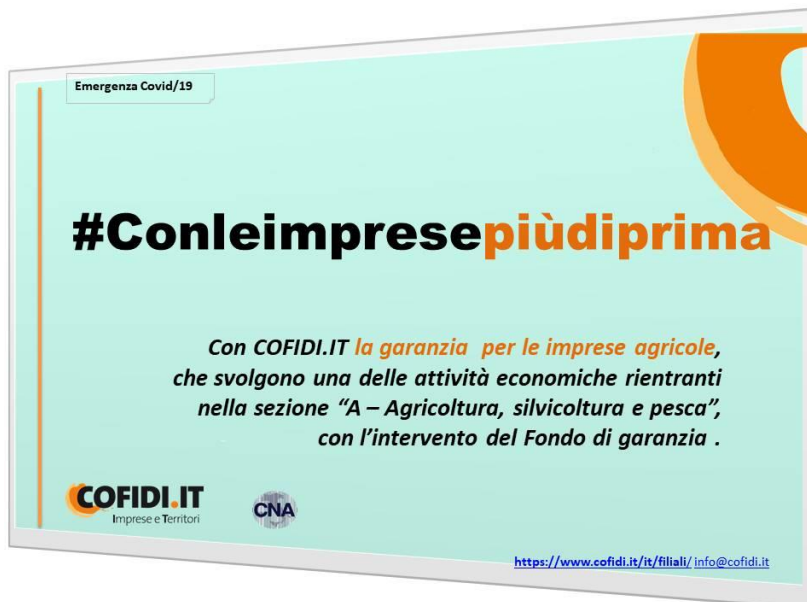 Emergenza Covid/19
#Conleimpresepiùdiprima
Con COFIDI.IT la garanzia per le imprese agricole,
che svolgono una delle attività economiche rientranti
nella sezione “A – Agricoltura, silvicoltura e pesca”,
con l’intervento del Fondo di garanzia .
COFIDI.IT
Imprese e Territori
CNA
https://www.cofidi.it/it/filiali/ info@cofidi.it